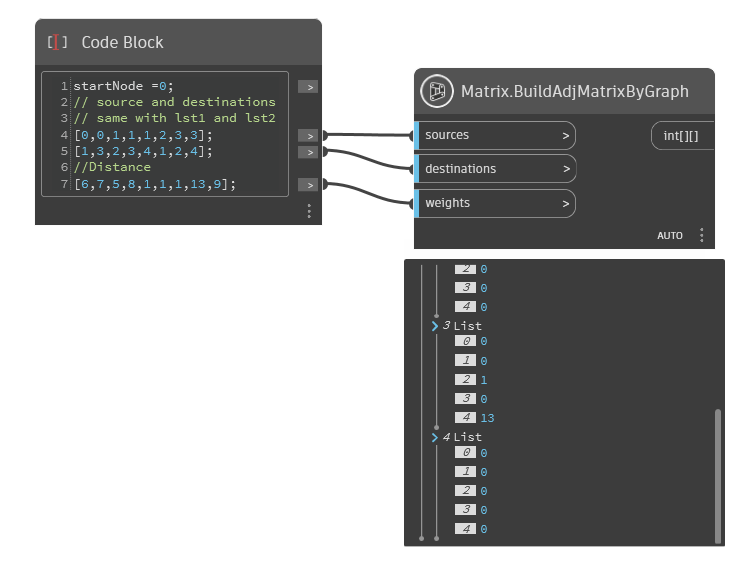 Code Block
1 startNode =0; >
2 // source and destinations
3 // same with lst1 and lst2
4 [0,0,1,1,1,2,3,3]; >
5 [1,3,2,3,4,1,2,4]; >
6 //Distance
7 [6,7,5,8,1,1,1,13,9]; >
Matrix.BuildAdjMatrixByGraph
sources > int[][]
destinations >
weights >
AUTO
2 0
3 0
4 0
3 List
0 0
1 0
2 1
3 0
4 13
4 List
0 0
1 0
2 0
3 0
4 0